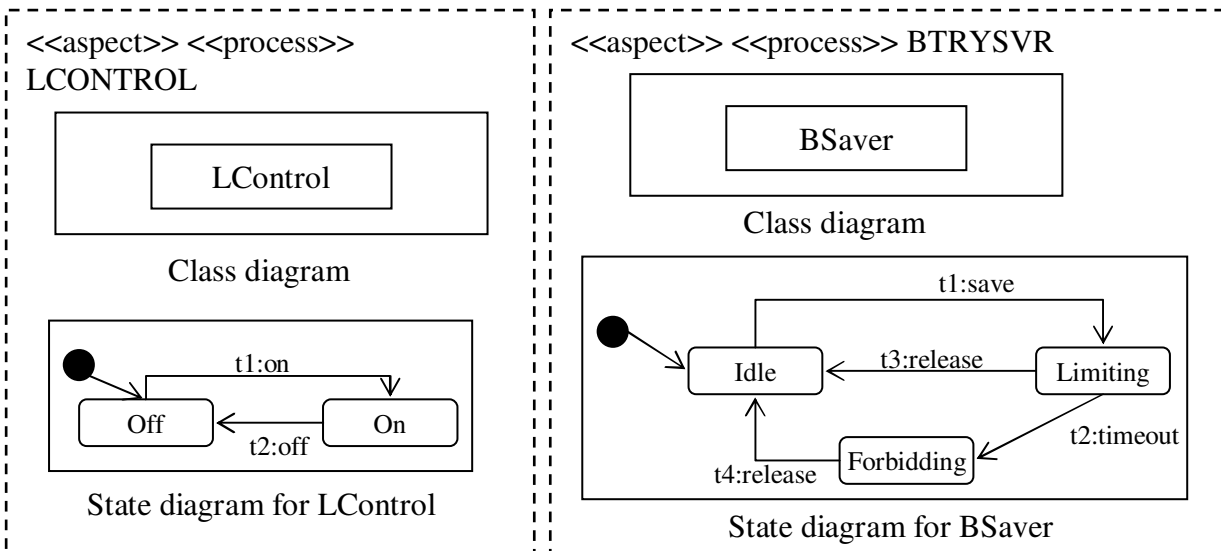 <<aspect>> <<process>>
LCONTROL
LControl
Class diagram
t1:on
Off
On
t2:off
State diagram for LControl
<<aspect>> <<process>> BTRYSVR
BSaver
Class diagram
t1:save
Idle
t3:release
Limiting
t2:timeout
Forbidding
t4:release
State diagram for BSaver